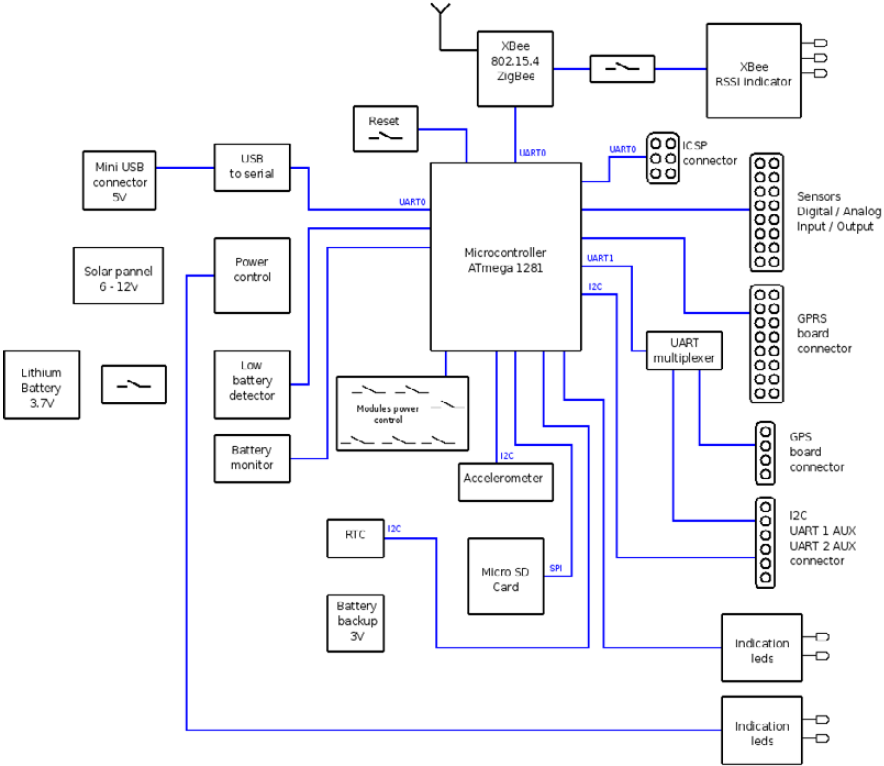 XBee
802.15.4
ZigBee
XBee
RSSI indicator
Reset
UART0
UART0
ICSP
connector
Mini USB
connector
5V
USB
to serial
UART0
Sensors
Digital / Analog
Input / Output
Microcontroller
ATmega 1281
Solar pannel
6 - 12V
Power
control
UART1
I2C
GPRS
board
connector
UART
multiplexer
Lithium
Battery
3.7V
Low
battery
detector
Modules power
control
Battery
monitor
I2C
Accelerometer
GPS
board
connector
RTC
I2C
I2C
UART 1 AUX
UART 2 AUX
connector
Micro SD
Card
SPI
Battery
backup
3V
Indication
leds
Indication
leds